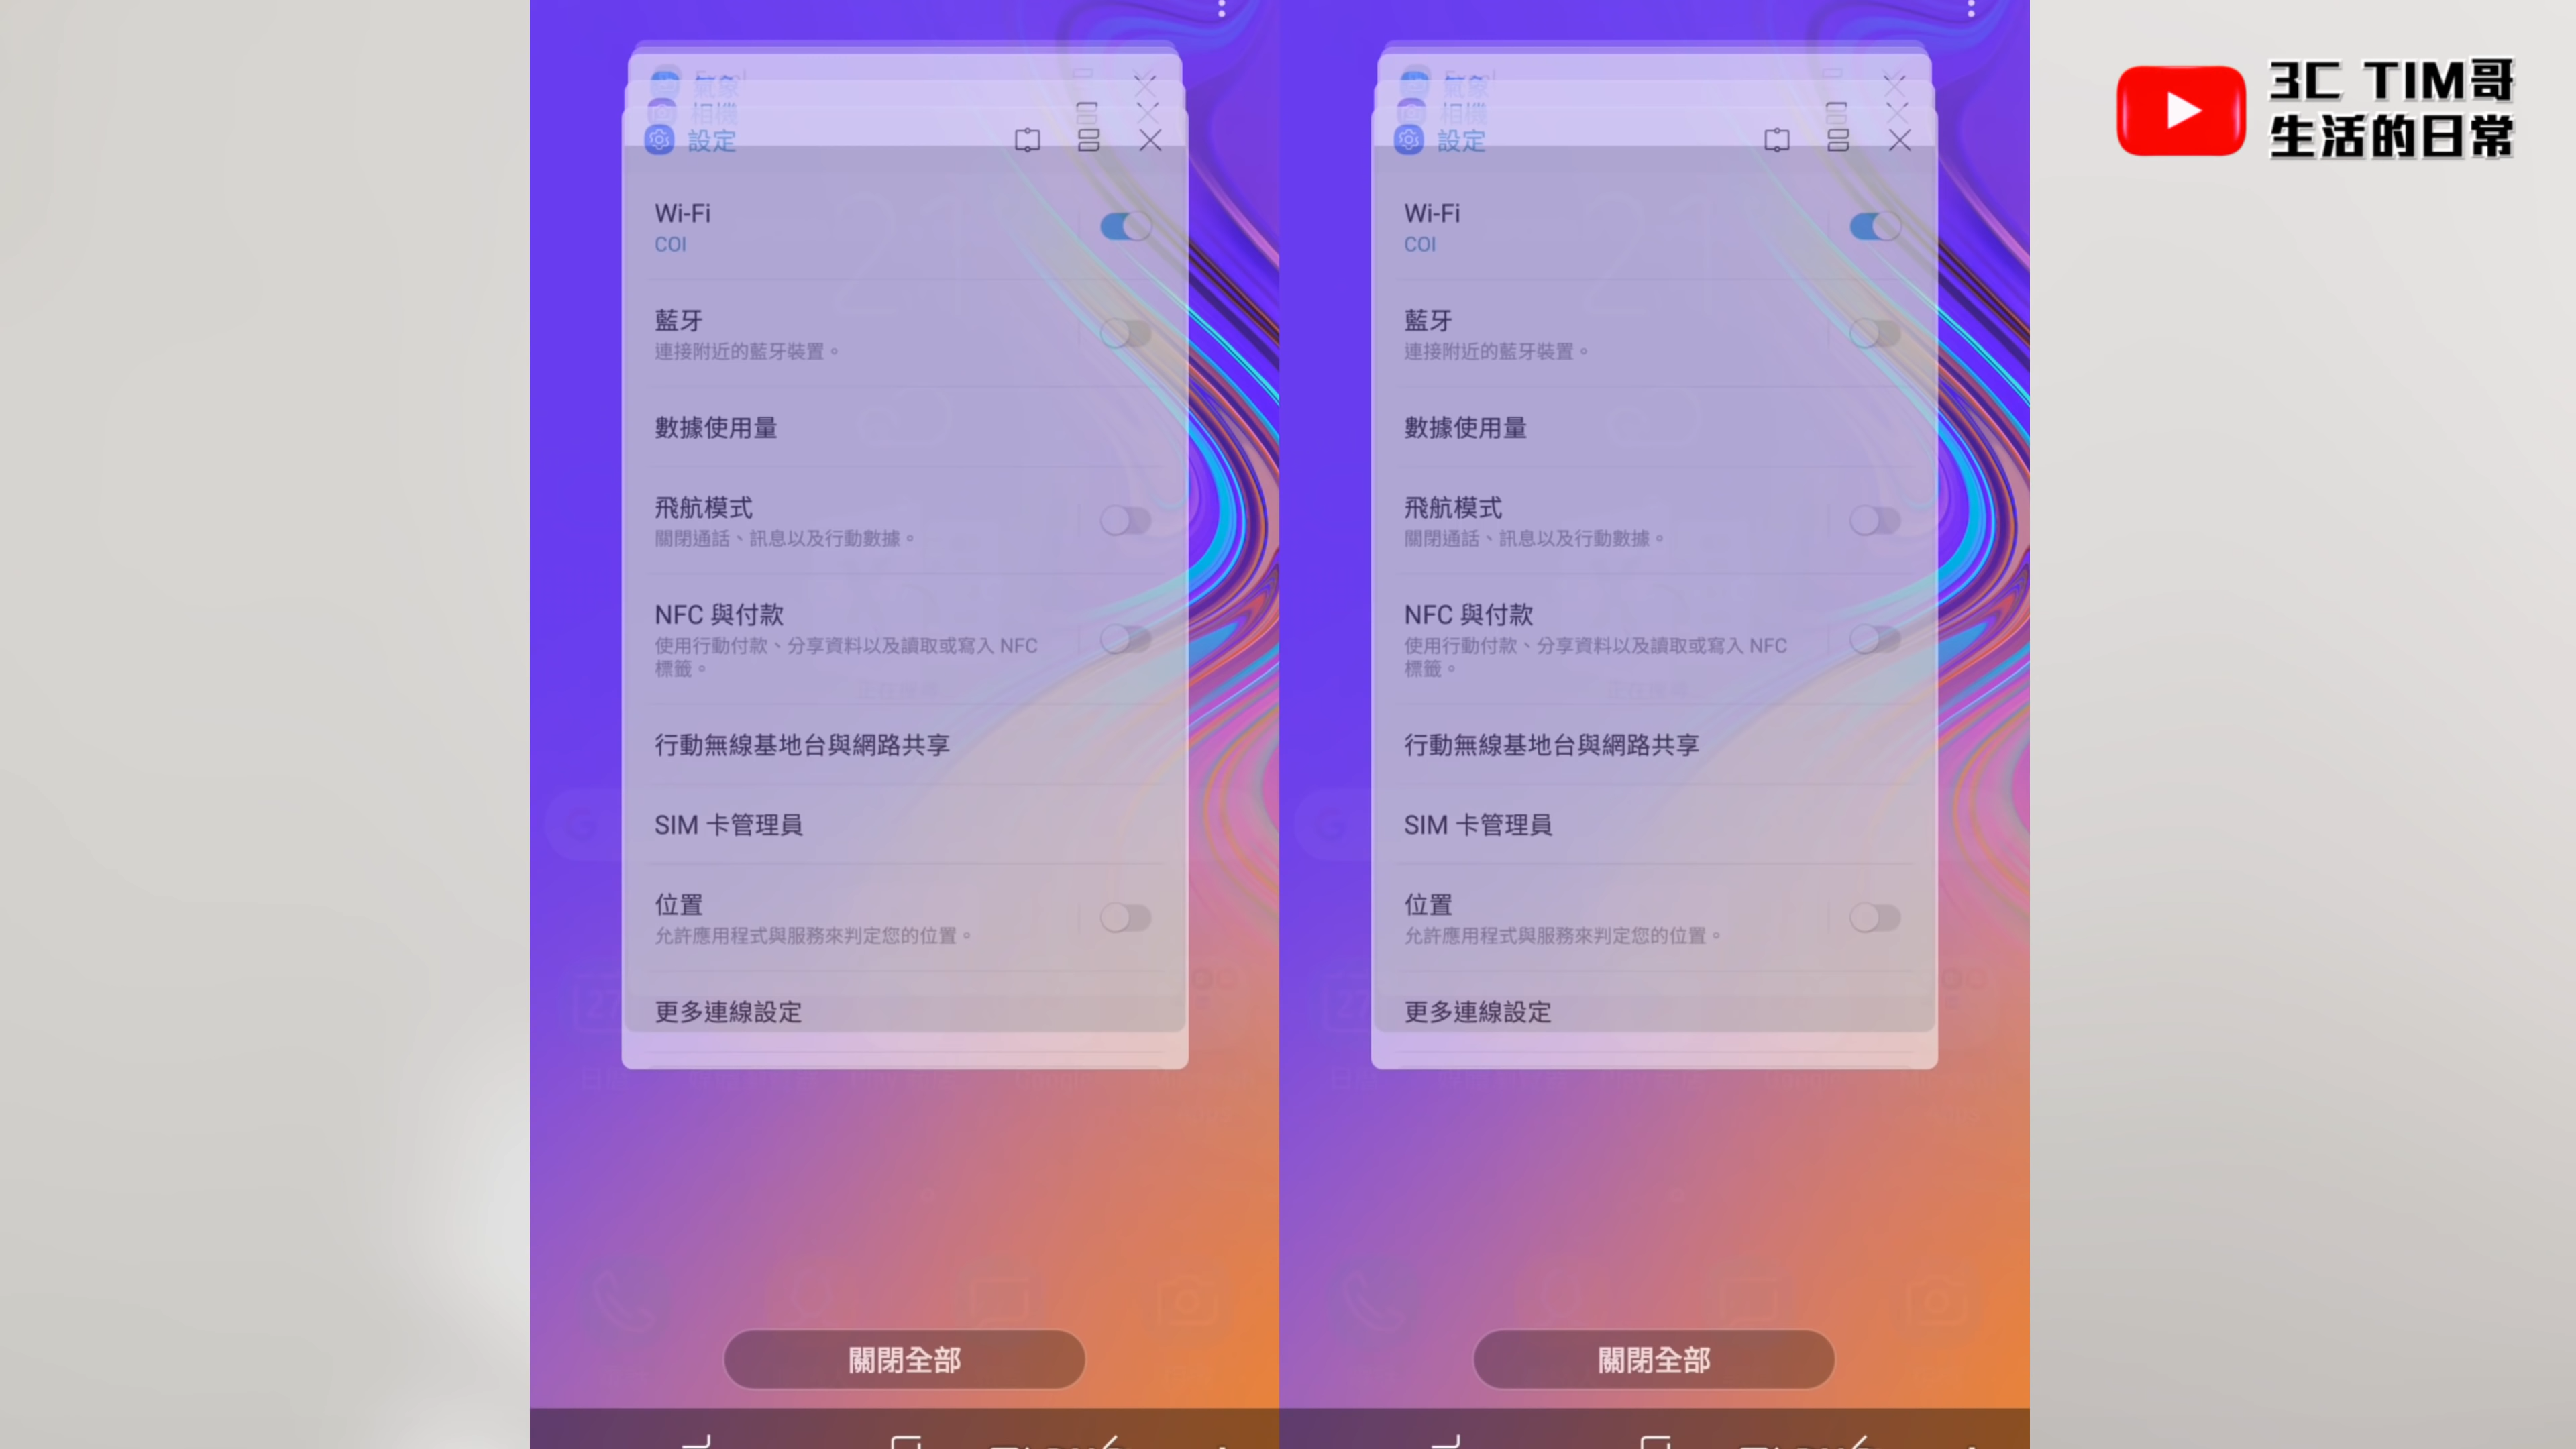 3C TIM哥
生活的日常
氣象
相機
設定
Wi-Fi
COI
藍牙
連接附近的藍牙裝置。
數據使用量
飛航模式
關閉通話、訊息以及行動數據。
NFC 與付款
使用行動付款、分享資料以及讀取或寫入 NFC
標籤。
行動無線基地台與網路共享
SIM 卡管理員
位置
允許應用程式與服務來判定您的位置。
更多連線設定
關閉全部
氣象
相機
設定
Wi-Fi
COI
藍牙
連接附近的藍牙裝置。
數據使用量
飛航模式
關閉通話、訊息以及行動數據。
NFC 與付款
使用行動付款、分享資料以及讀取或寫入 NFC
標籤。
行動無線基地台與網路共享
SIM 卡管理員
位置
允許應用程式與服務來判定您的位置。
更多連線設定
關閉全部